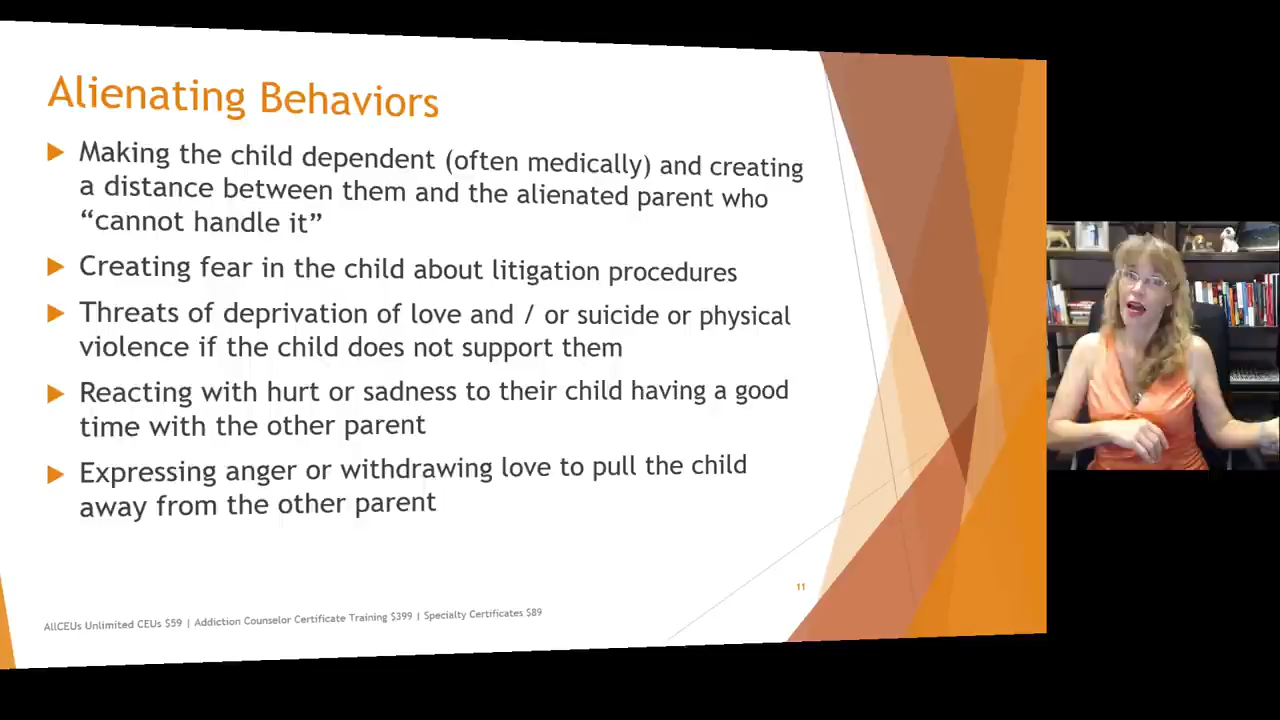 Alienating Behaviors
Making the child dependent (often medically) and creating
a distance between them and the alienated parent who
“cannot handle it”
Creating fear in the child about litigation procedures
Threats of deprivation of love and / or suicide or physical
violence if the child does not support them
Reacting with hurt or sadness to their child having a good
time with the other parent
Expressing anger or withdrawing love to pull the child
away from the other parent
11
AllCEUs Unlimited CEUs $59 | Addiction Counselor Certificate Training $399 | Specialty Certificates $89